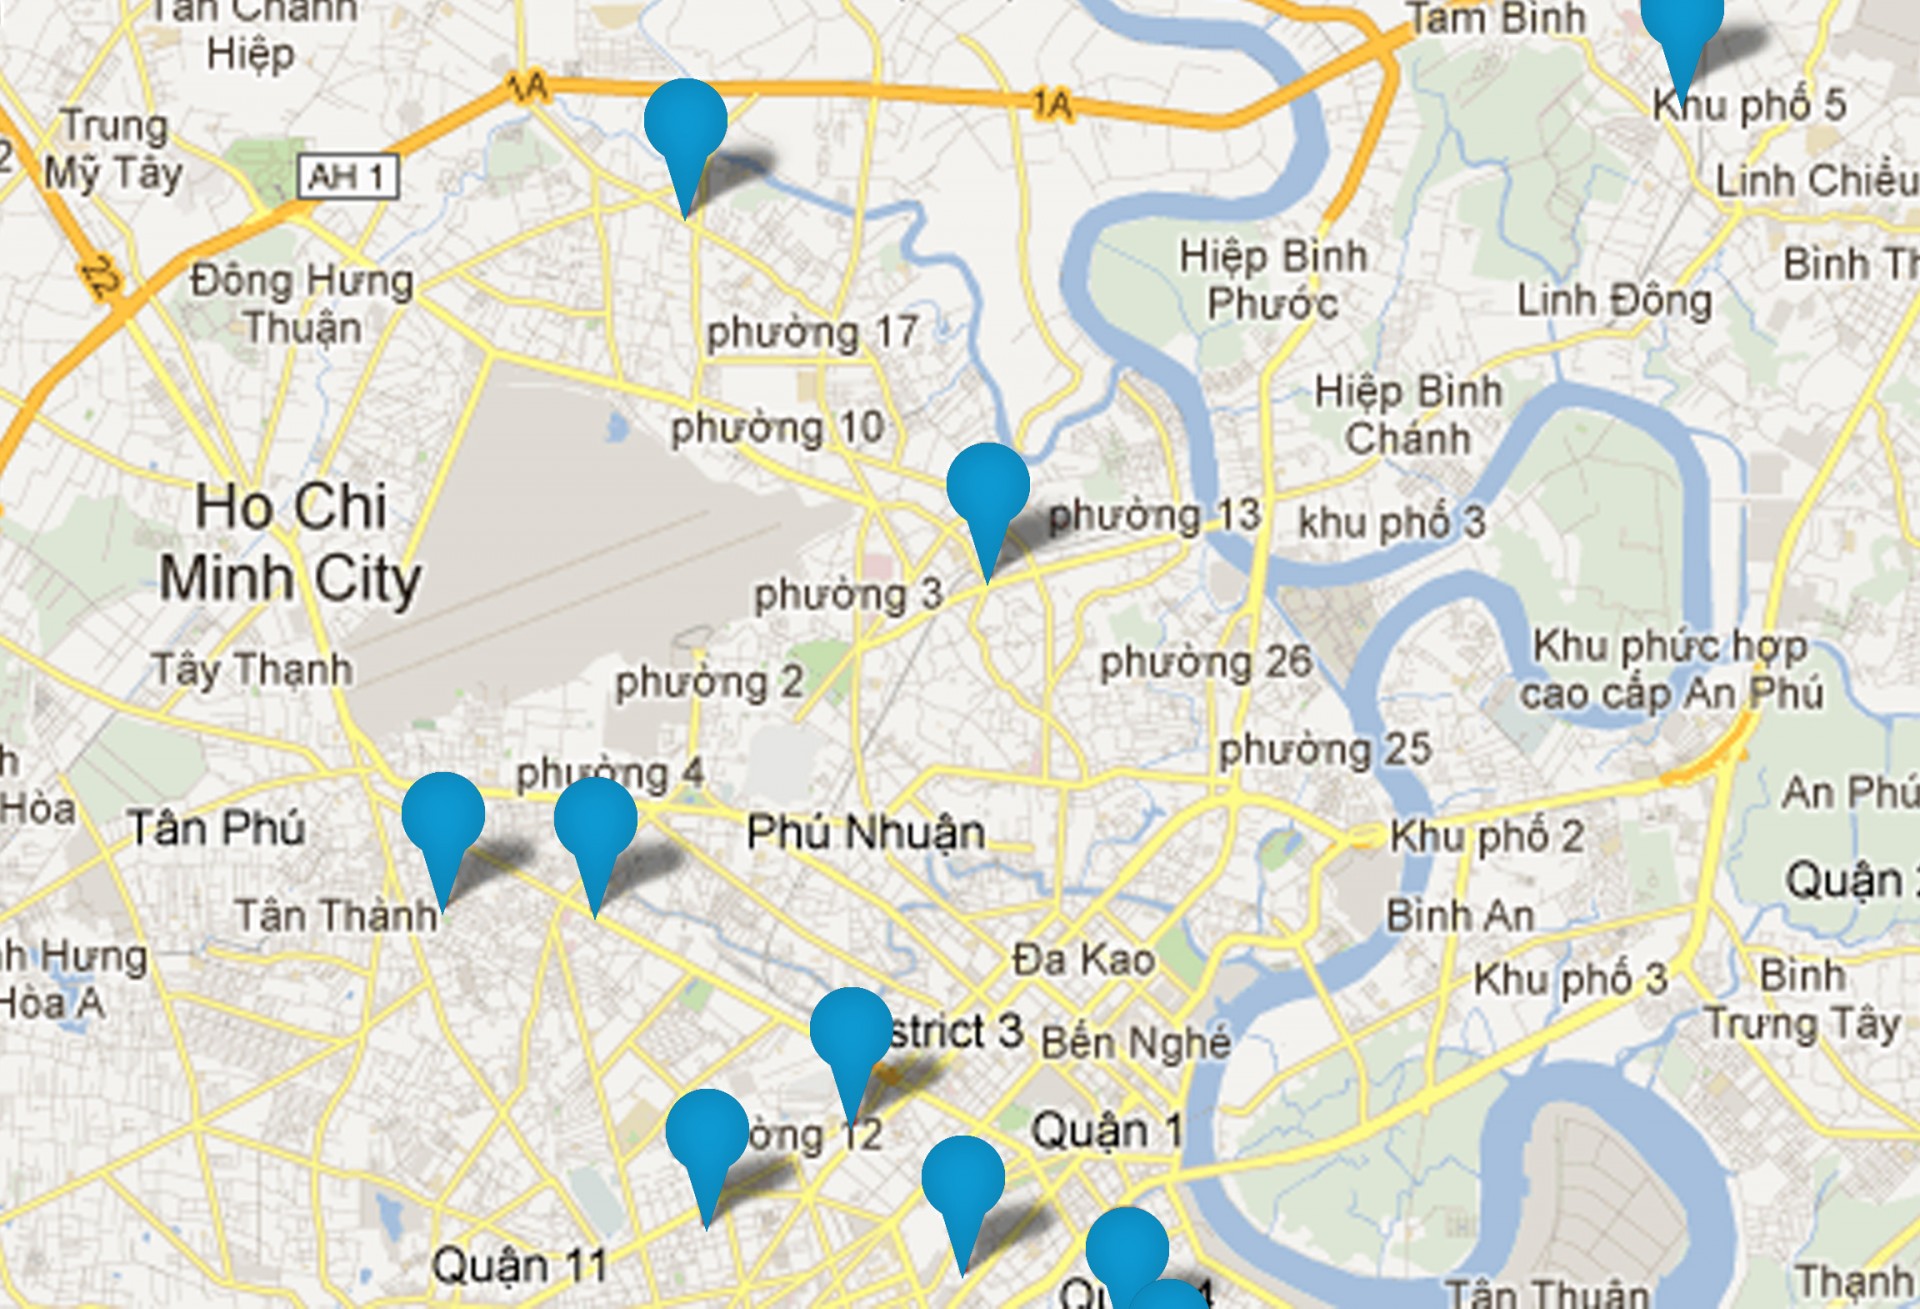 Tân Chánh
Hiệp
Tam Bình
1A
1A
Khu phố 5
Trung
Mỹ Tây
AH 1
Linh Chiểu
22
Đông Hưng
Thuận
Hiệp Bình
Phước
Bình Th
Linh Đông
phường 17
Hiệp Bình
Chánh
phường 10
Ho Chi
Minh City
phường 13
khu phố 3
phường 3
Tây Thạnh
phường 2
phường 26
Khu phức hợp
cao cấp An Phú
phường 4
phường 25
Hòa
An Phú
Tân Phú
Phú Nhuận
Khu phố 2
Quận
Tân Thành
Bình An
h Hưng
Hòa A
Đa Kao
Khu phố 3
Bình
Trưng Tây
strict 3
Bến Nghé
ờng 12
Quận 1
Quận 11
Qu 4
Tân Thuận
Thạnh